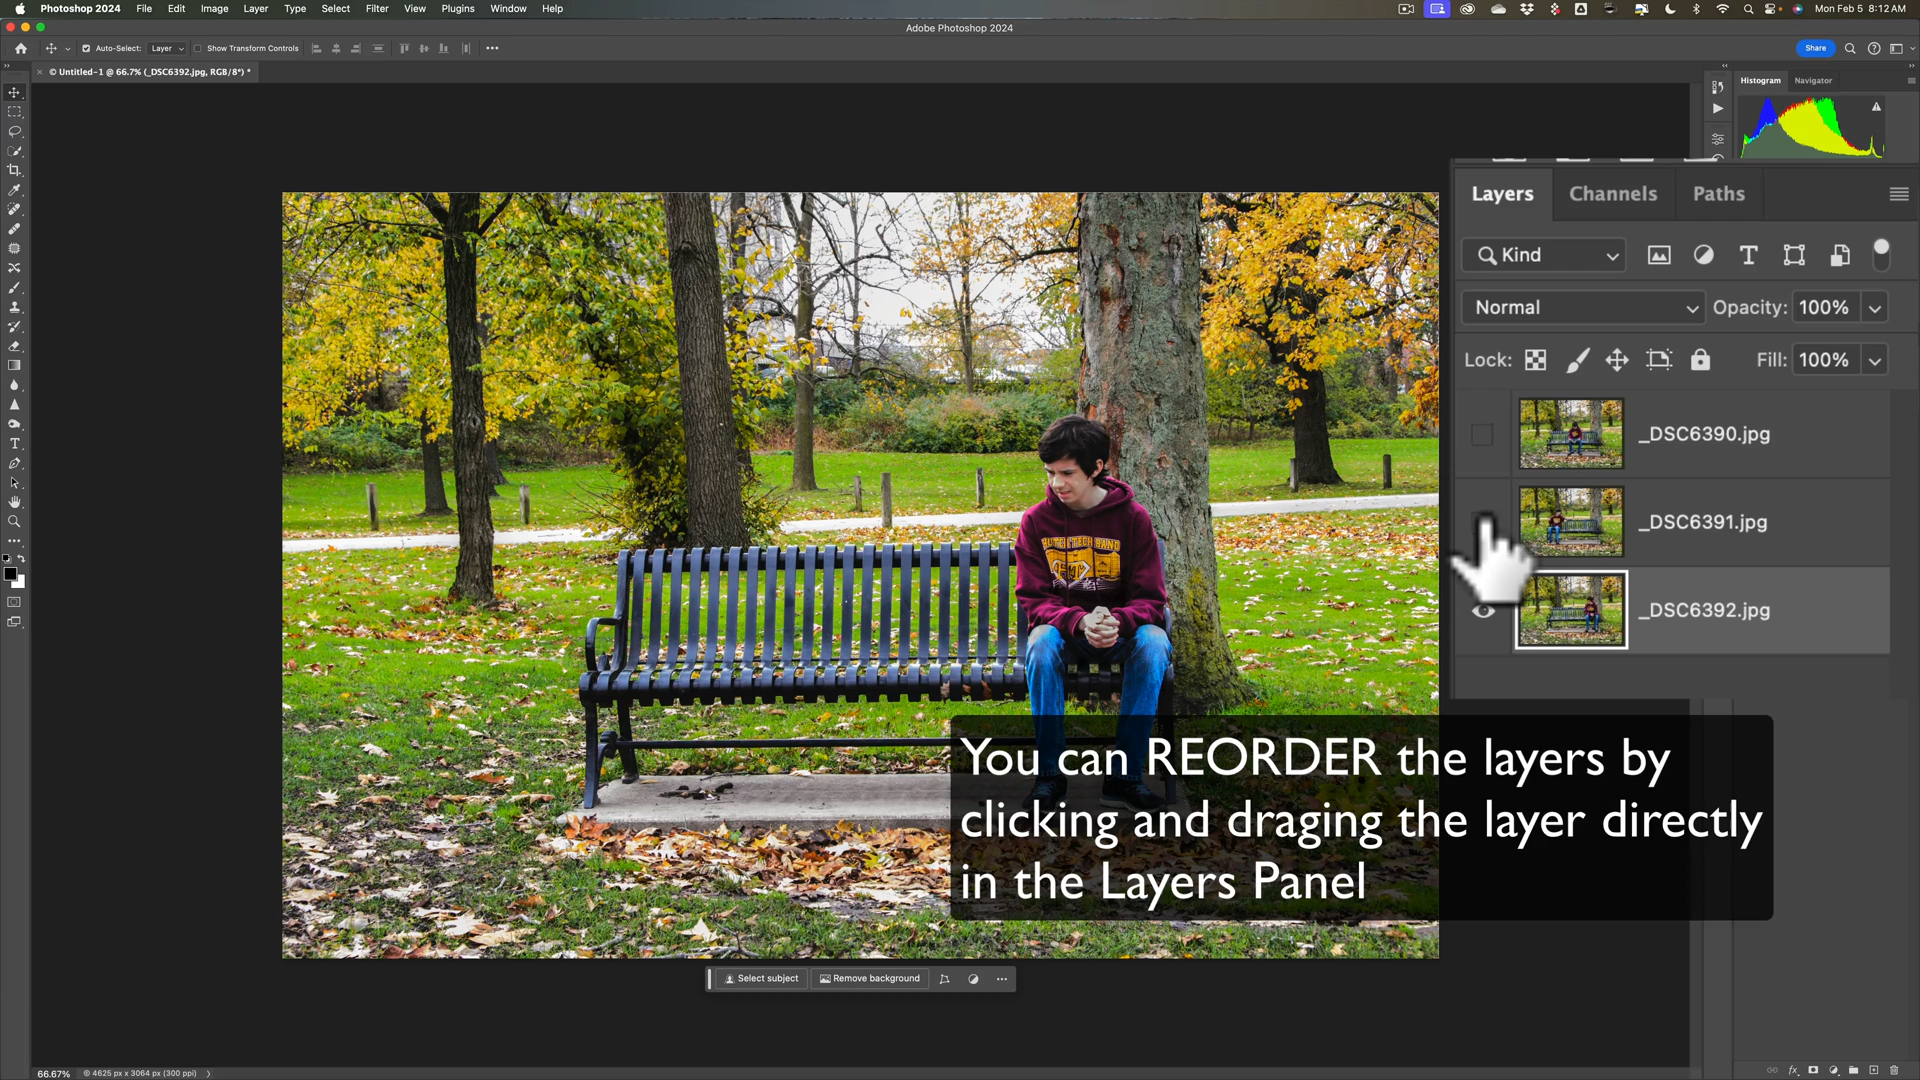 Photoshop 2024 File Edit Image Layer Type Select Filter View Plugins Window Help Mon Feb 5 8:12 AM
Adobe Photoshop 2024
Auto-Select: Layer Show Transform Controls Share
© Untitled-1 @ 66.7% (_DSC6392.jpg, RGB/8*) *
Histogram Navigator
Layers Channels Paths
Kind
Normal Opacity: 100%
Lock: Fill: 100%
_DSC6390.jpg
_DSC6391.jpg
_DSC6392.jpg
HUTCH TECH BAND
You can REORDER the layers by
clicking and draging the layer directly
in the Layers Panel
Select subject Remove background
66.67% 4625 px x 3064 px (300 ppi)